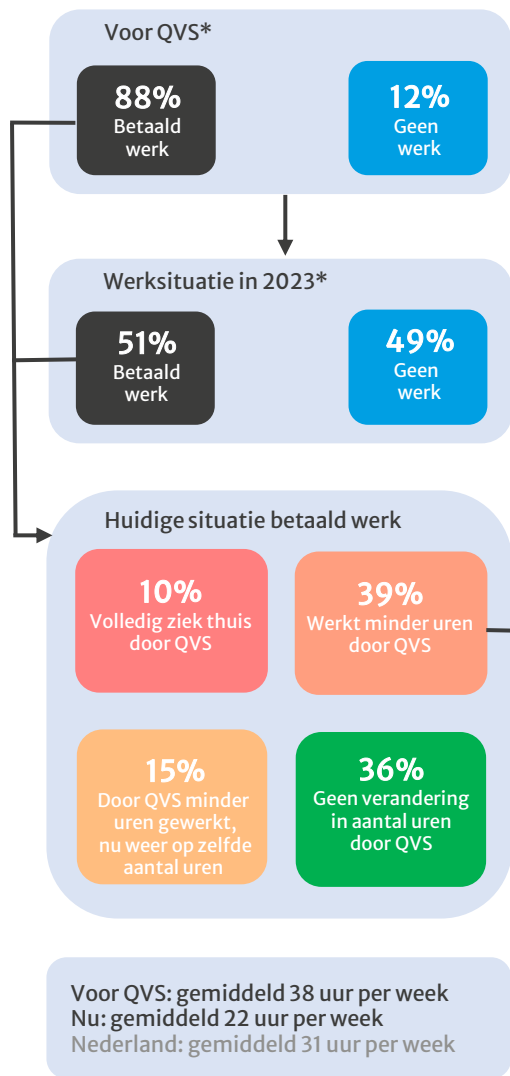 Voor QVS*
88%
Betaald
werk
12%
Geen
werk
Werksituatie in 2023*
51%
Betaald
werk
49%
Geen
werk
Huidige situatie betaald werk
10%
Volledig ziek thuis
door QVS
39%
Werkt minder uren
door QVS
15%
Door QVS minder
uren gewerkt,
nu weer op zelfde
aantal uren
36%
Geen verandering
in aantal uren
door QVS
Voor QVS: gemiddeld 38 uur per week
Nu: gemiddeld 22 uur per week
Nederland: gemiddeld 31 uur per week